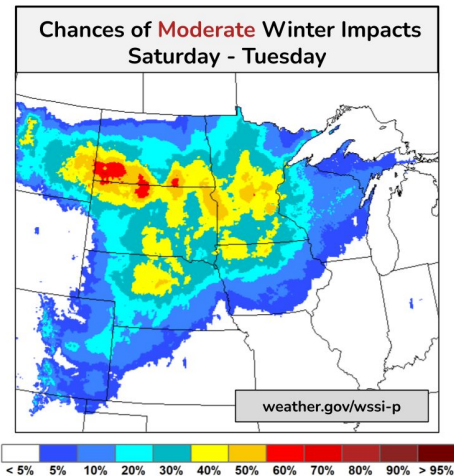 Chances of Moderate Winter Impacts
Saturday - Tuesday
weather.gov/wssi-p
< 5% 5% 10% 20% 30% 40% 50% 60% 70% 80% 90% > 95%